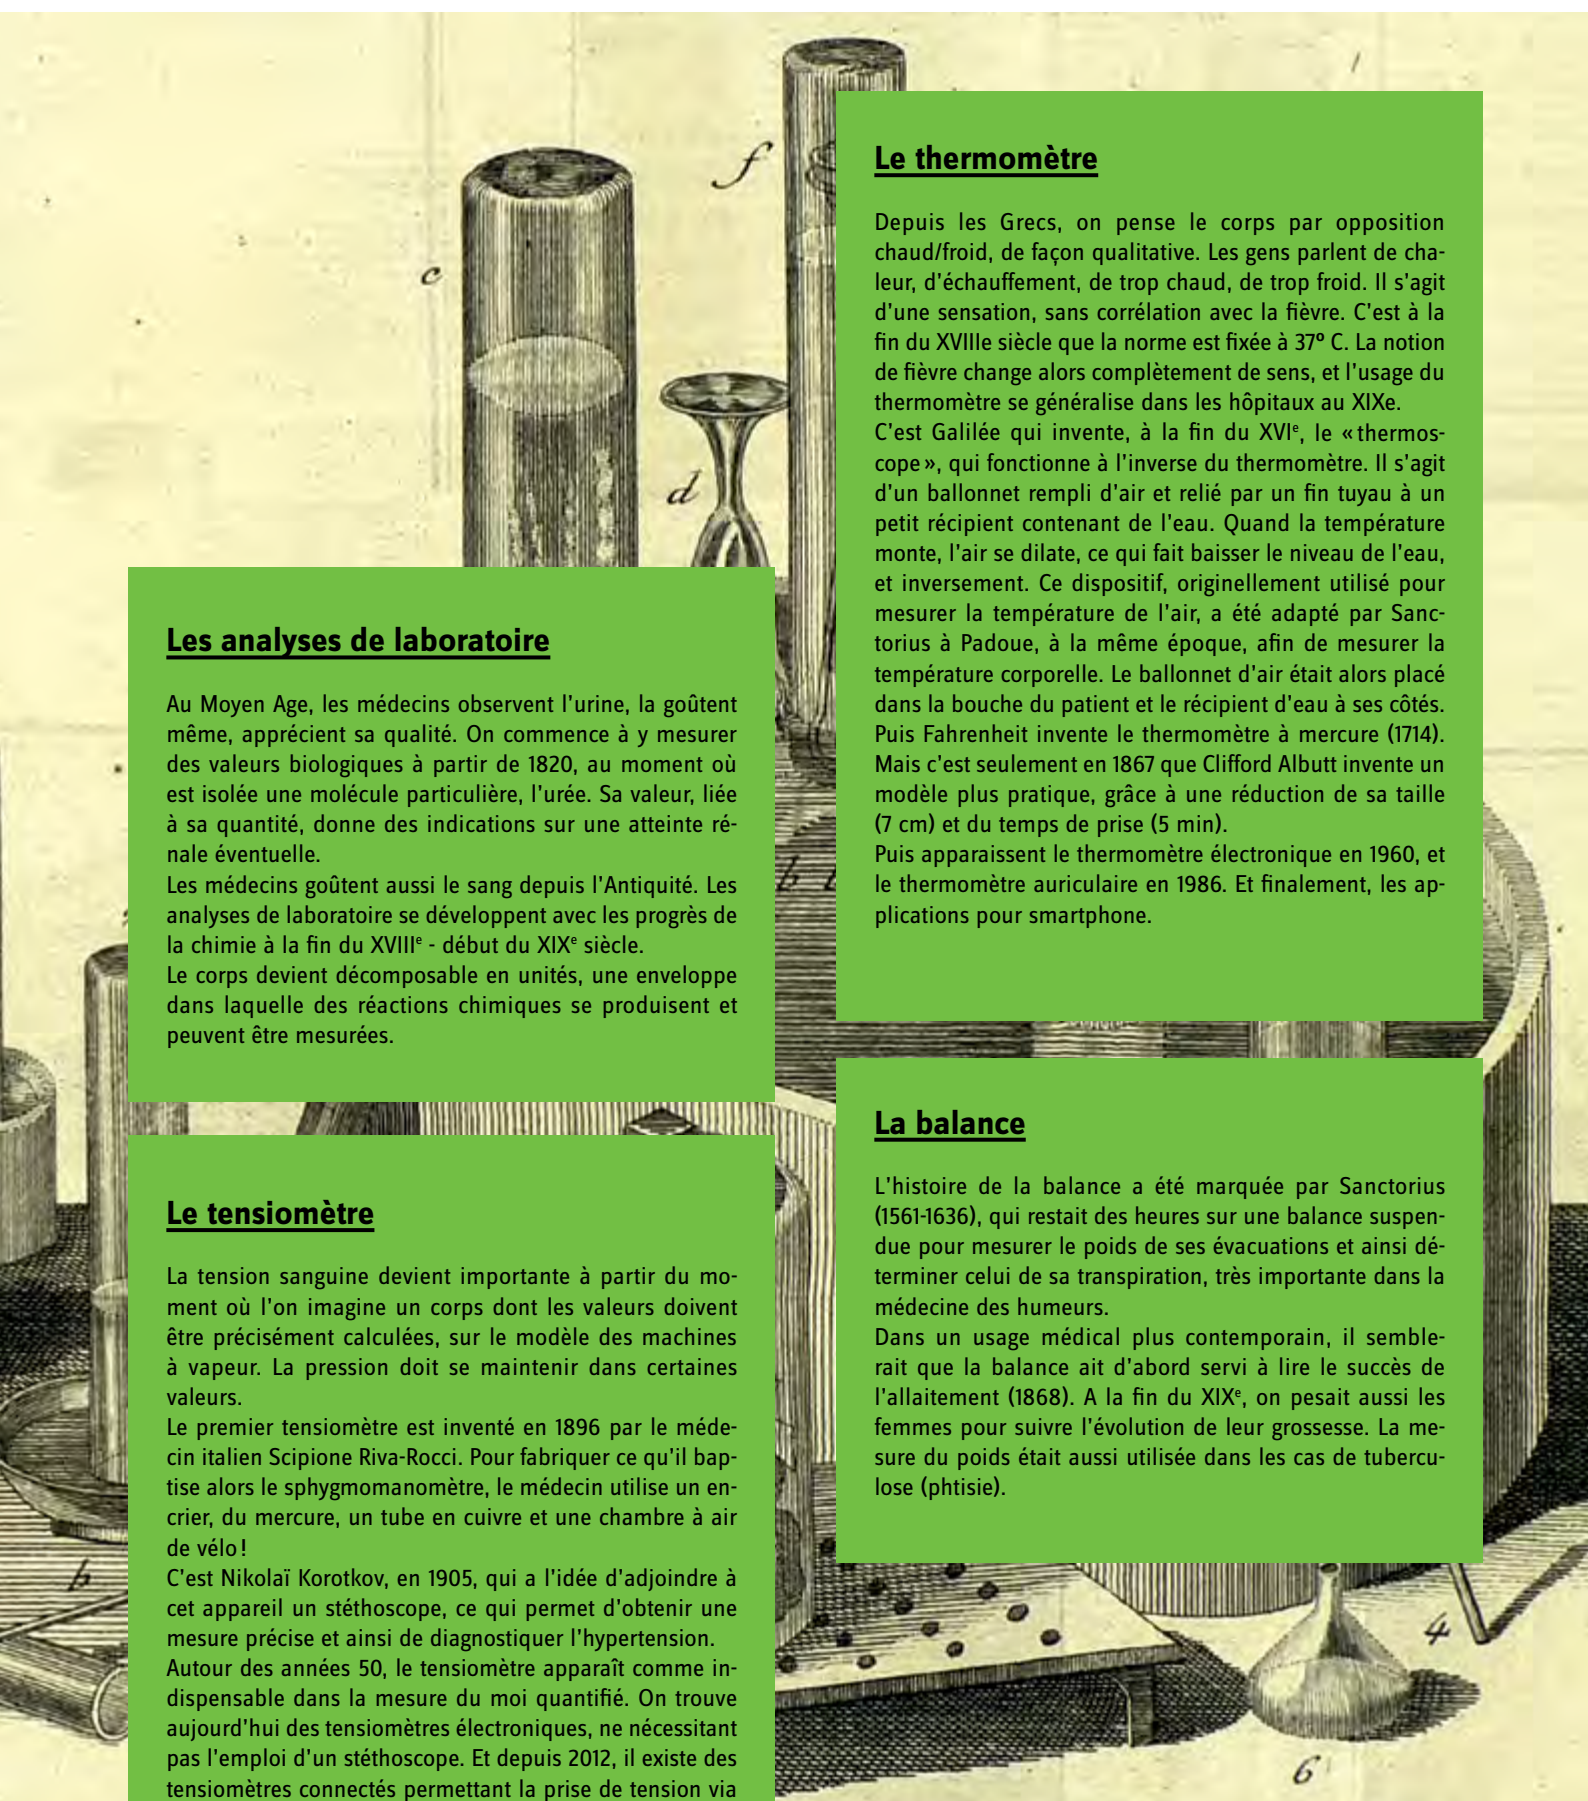 Le thermomètre
Depuis les Grecs, on pense le corps par opposition
chaud/froid, de façon qualitative. Les gens parlent de cha-
leur, d'échauffement, de trop chaud, de trop froid. Il s'agit
d'une sensation, sans corrélation avec la fièvre. C'est à la
fin du XVIIIe siècle que la norme est fixée à 37° C. La notion
de fièvre change alors complètement de sens, et l'usage du
thermomètre se généralise dans les hôpitaux au XIXe.
C'est Galilée qui invente, à la fin du XVIe, le « thermos-
cope », qui fonctionne à l'inverse du thermomètre. Il s'agit
d'un ballonnet rempli d'air et relié par un fin tuyau à un
petit récipient contenant de l'eau. Quand la température
monte, l'air se dilate, ce qui fait baisser le niveau de l'eau,
et inversement. Ce dispositif, originellement utilisé pour
mesurer la température de l'air, a été adapté par Sanc-
torius à Padoue, à la même époque, afin de mesurer la
température corporelle. Le ballonnet d'air était alors placé
dans la bouche du patient et le récipient d'eau à ses côtés.
Puis Fahrenheit invente le thermomètre à mercure (1714).
Mais c'est seulement en 1867 que Clifford Albutt invente un
modèle plus pratique, grâce à une réduction de sa taille
(7 cm) et du temps de prise (5 min).
Puis apparaissent le thermomètre électronique en 1960, et
le thermomètre auriculaire en 1986. Et finalement, les ap-
plications pour smartphone.
Les analyses de laboratoire
Au Moyen Age, les médecins observent l'urine, la goûtent
même, apprécient sa qualité. On commence à y mesurer
des valeurs biologiques à partir de 1820, au moment où
est isolée une molécule particulière, l'urée. Sa valeur, liée
à sa quantité, donne des indications sur une atteinte ré-
nale éventuelle.
Les médecins goûtent aussi le sang depuis l'Antiquité. Les
analyses de laboratoire se développent avec les progrès de
la chimie à la fin du XVIIIe - début du XIXe siècle.
Le corps devient décomposable en unités, une enveloppe
dans laquelle des réactions chimiques se produisent et
peuvent être mesurées.
La balance
L'histoire de la balance a été marquée par Sanctorius
(1561-1636), qui restait des heures sur une balance suspen-
due pour mesurer le poids de ses évacuations et ainsi dé-
terminer celui de sa transpiration, très importante dans la
médecine des humeurs.
Dans un usage médical plus contemporain, il semble-
rait que la balance ait d'abord servi à lire le succès de
l'allaitement (1868). A la fin du XIXe, on pesait aussi les
femmes pour suivre l'évolution de leur grossesse. La me-
sure du poids était aussi utilisée dans les cas de tubercu-
lose (phtisie).
Le tensiomètre
La tension sanguine devient importante à partir du mo-
ment où l'on imagine un corps dont les valeurs doivent
être précisément calculées, sur le modèle des machines
à vapeur. La pression doit se maintenir dans certaines
valeurs.
Le premier tensiomètre est inventé en 1896 par le méde-
cin italien Scipione Riva-Rocci. Pour fabriquer ce qu'il bap-
tise alors le sphygmomanomètre, le médecin utilise un en-
crier, du mercure, un tube en cuivre et une chambre à air
de vélo !
C'est Nikolaï Korotkov, en 1905, qui a l'idée d'adjoindre à
cet appareil un stéthoscope, ce qui permet d'obtenir une
mesure précise et ainsi de diagnostiquer l'hypertension.
Autour des années 50, le tensiomètre apparaît comme in-
dispensable dans la mesure du moi quantifié. On trouve
aujourd'hui des tensiomètres électroniques, ne nécessitant
pas l'emploi d'un stéthoscope. Et depuis 2012, il existe des
tensiomètres connectés permettant la prise de tension via
f
c
d
b
b
4
6